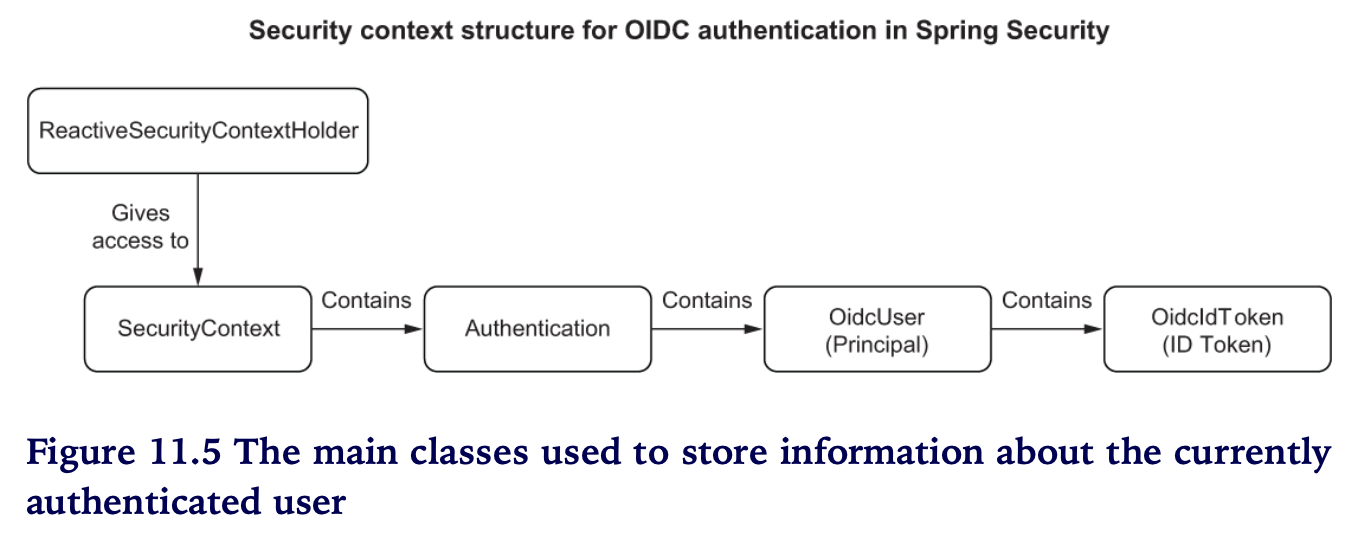 Security context structure for OIDC authentication in Spring Security
ReactiveSecurityContextHolder
Gives
access to
SecurityContext
Contains
Authentication
Contains
OidcUser
(Principal)
Contains
OidcIdToken
(ID Token)
Figure 11.5 The main classes used to store information about the currently
authenticated user